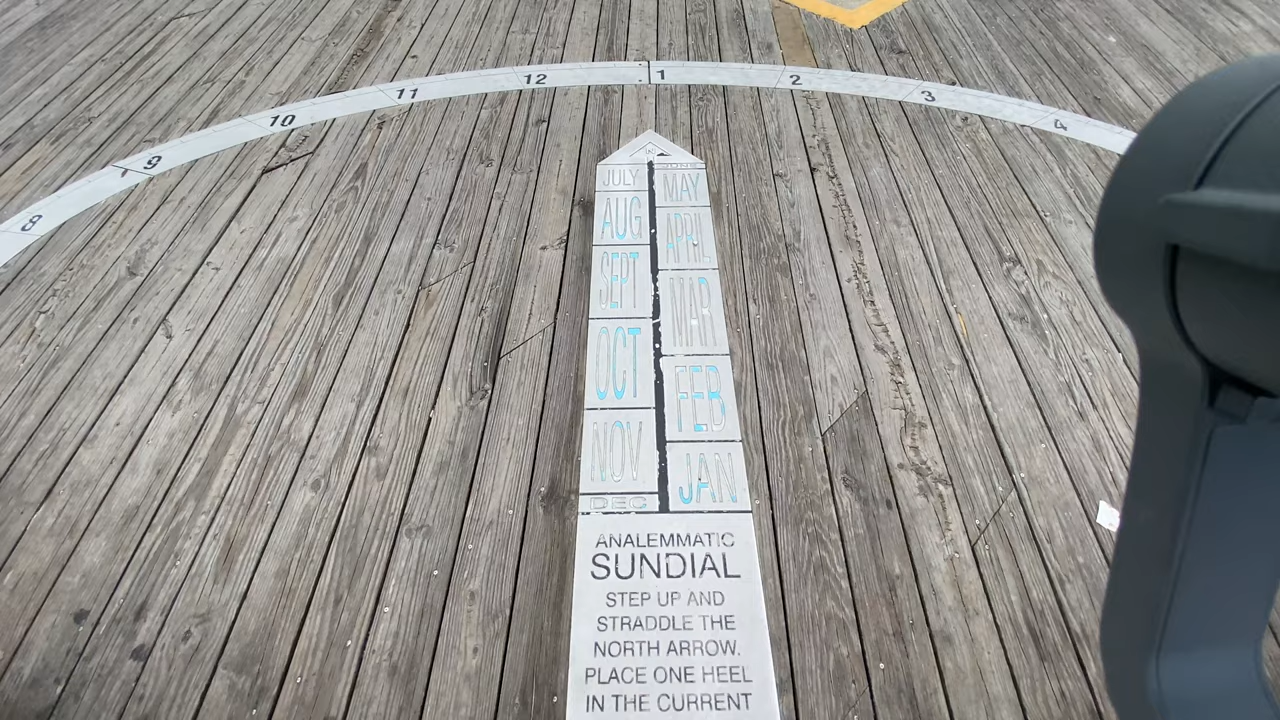 8 9 10 11 12 1 2 3 4
N
JUNE
JULY MAY
AUG APRIL
SEPT MAR
OCT FEB
NOV JAN
DEC
ANALEMMATIC
SUNDIAL
STEP UP AND
STRADDLE THE
NORTH ARROW.
PLACE ONE HEEL
IN THE CURRENT